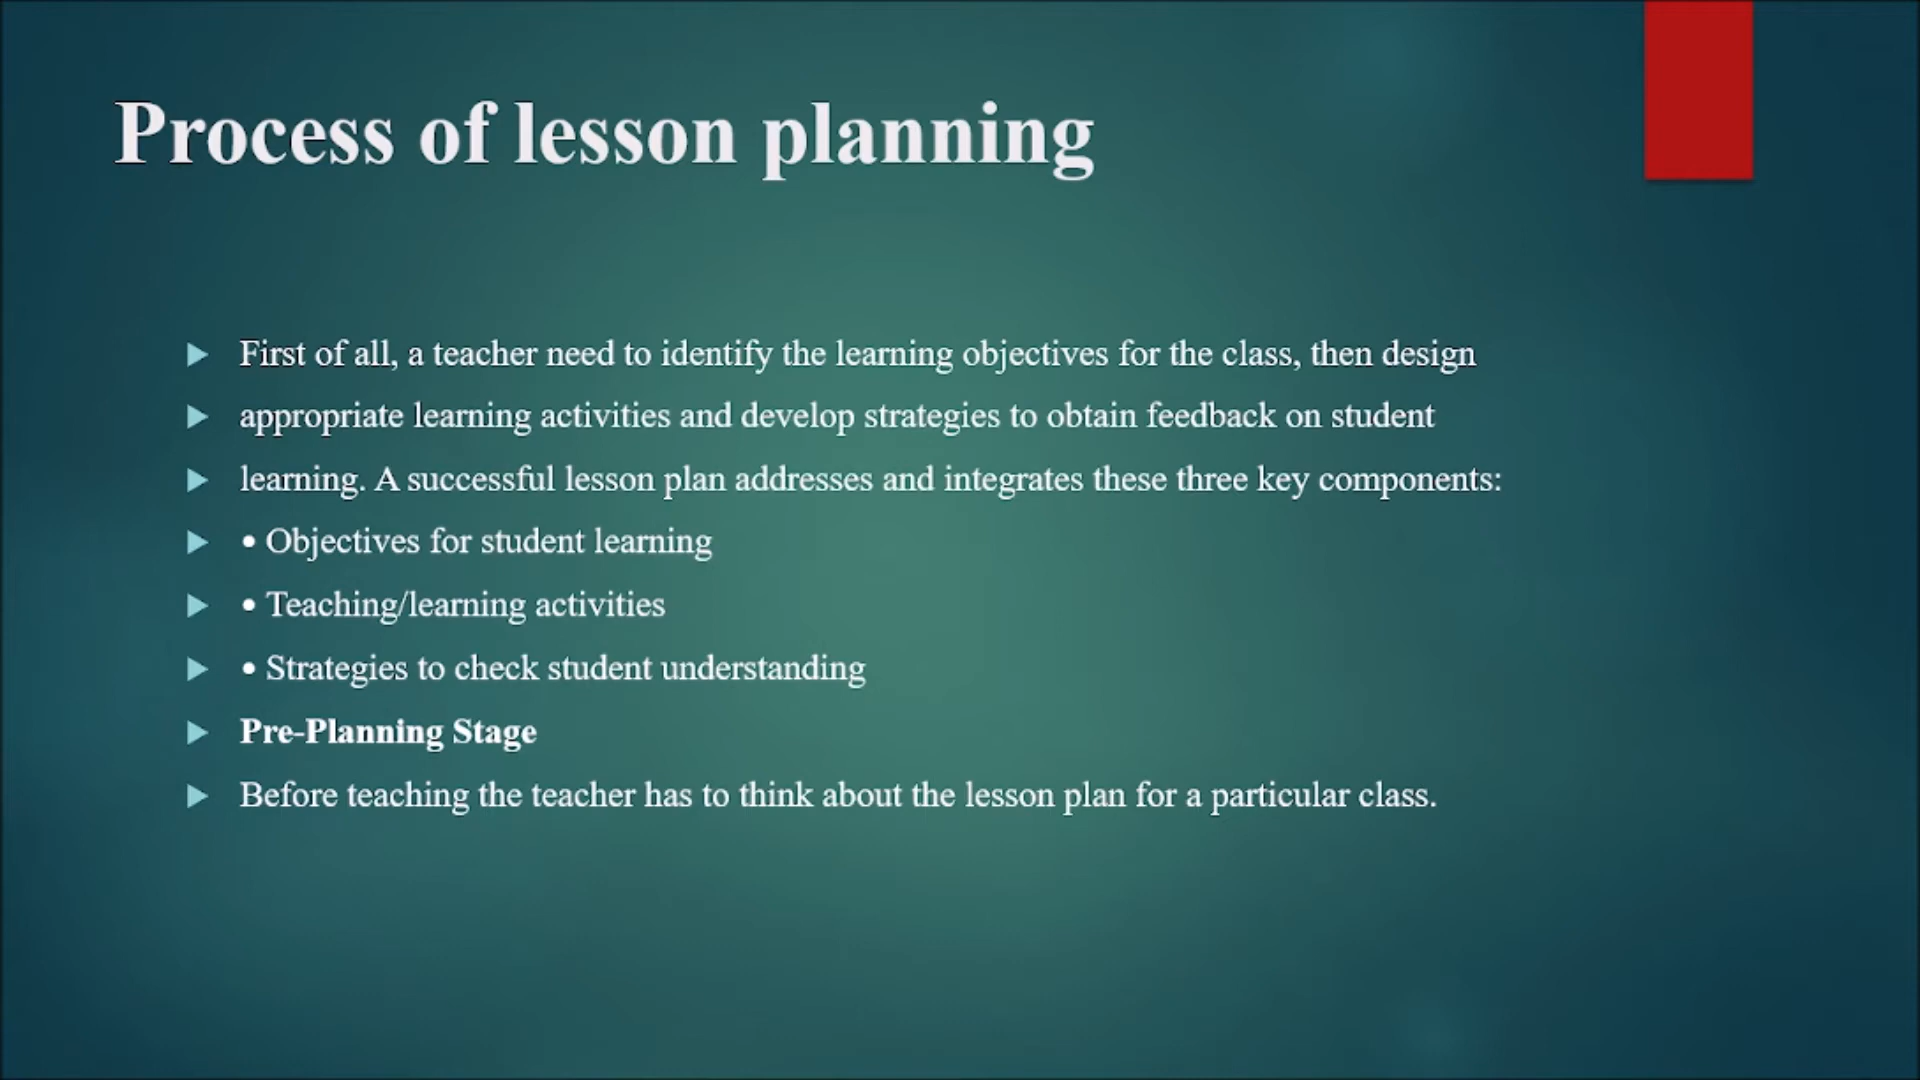 Process of lesson planning
First of all, a teacher need to identify the learning objectives for the class, then design
appropriate learning activities and develop strategies to obtain feedback on student
learning. A successful lesson plan addresses and integrates these three key components:
• Objectives for student learning
• Teaching/learning activities
• Strategies to check student understanding
Pre-Planning Stage
Before teaching the teacher has to think about the lesson plan for a particular class.